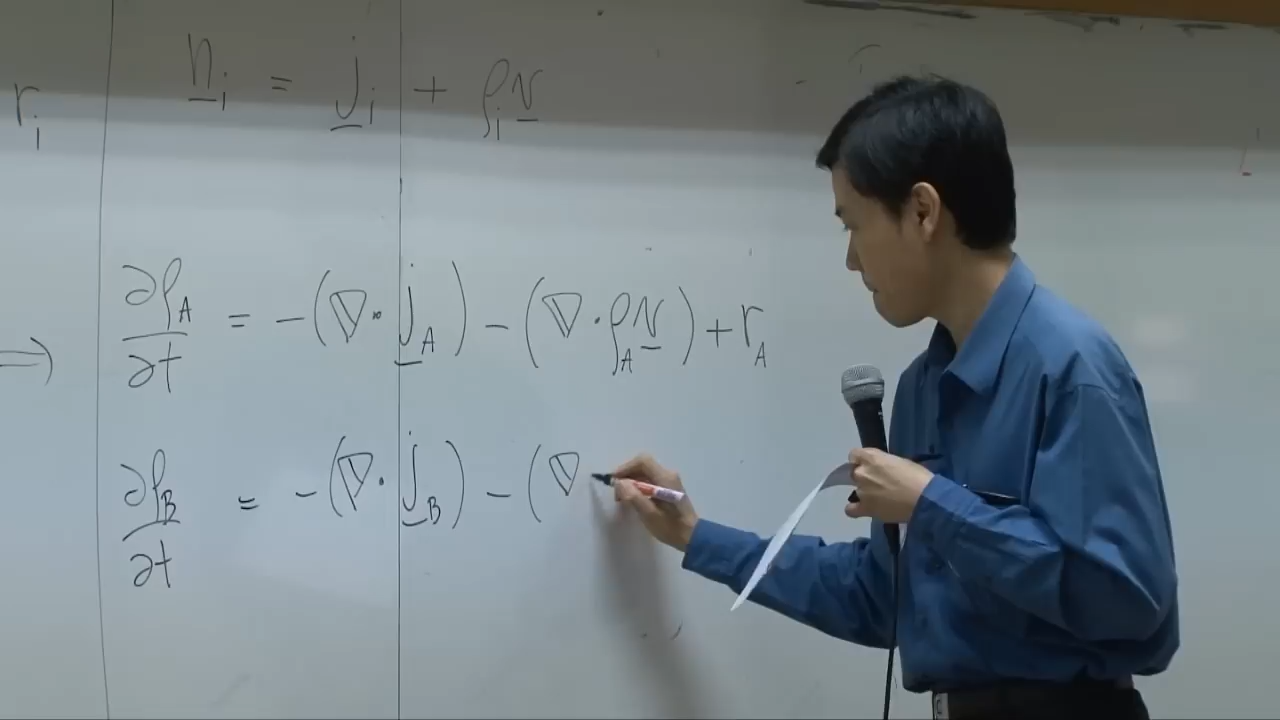 r_i
n_i = j_i + ρ_i v
⇒ ∂ρ_A/∂t = -(∇· j_A) - (∇· ρ_A v) + r_A
∂ρ_B/∂t = -(∇· j_B) - (∇